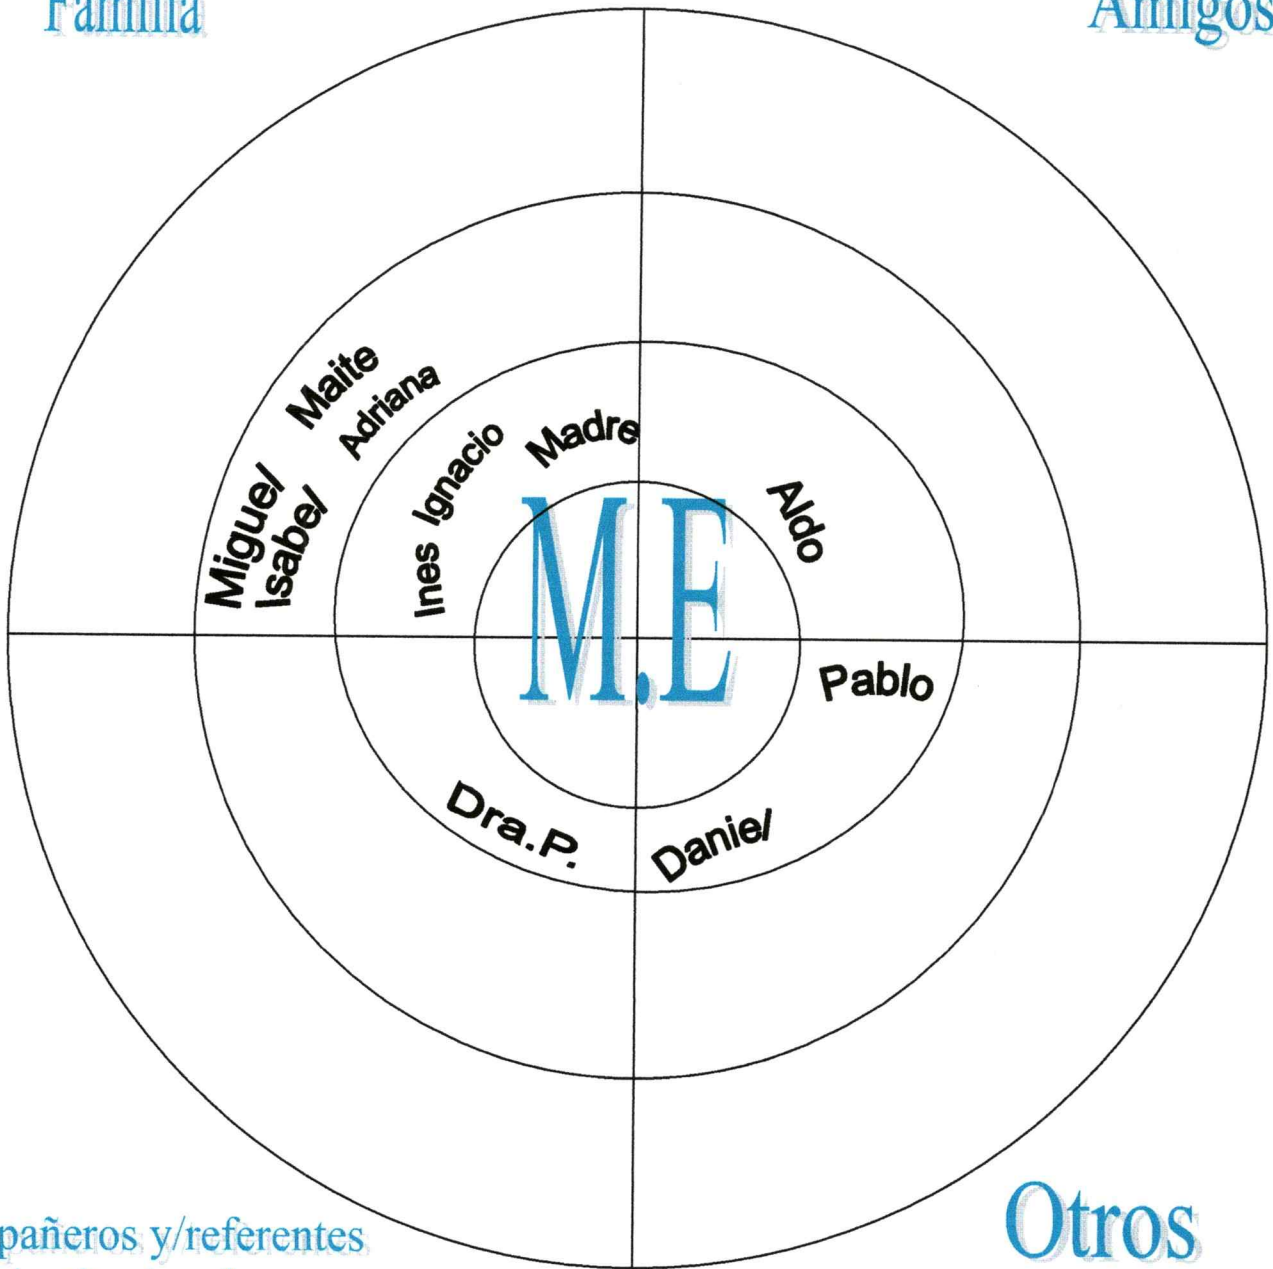 Familia
Amigos
Maite
Adriana
Miguel
Isabel
Ignacio
Ines
Madre
Aldo
M.E
Pablo
Dra.P.
Daniel
pañeros y/referentes
Otros